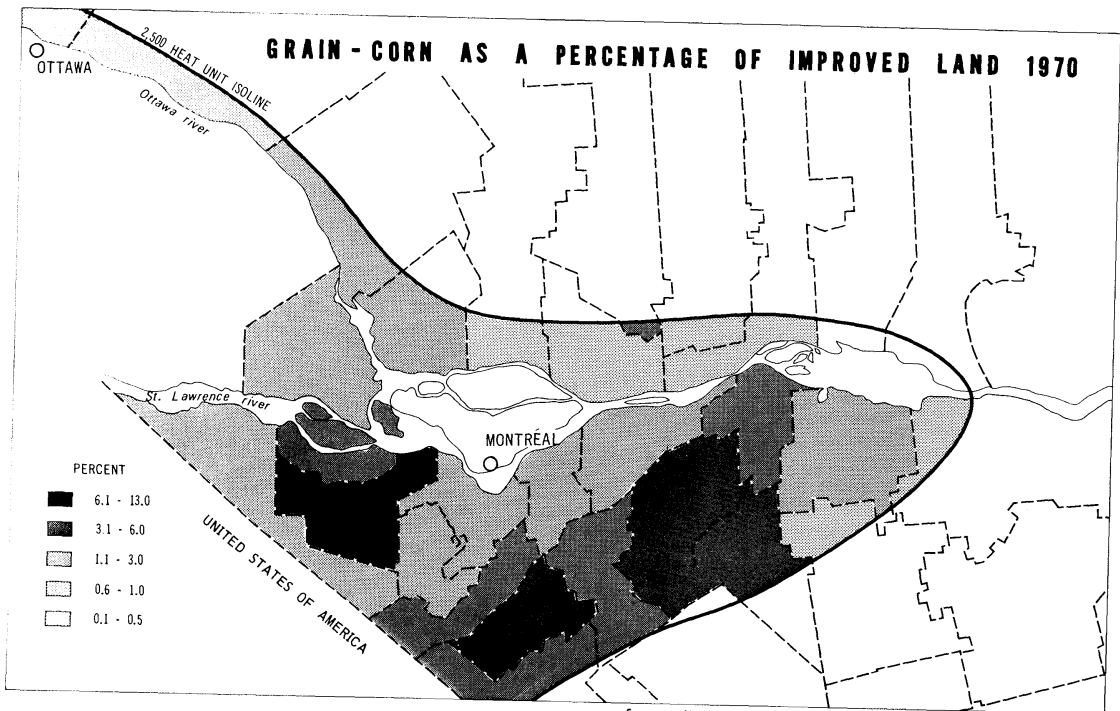 GRAIN-CORN AS A PERCENTAGE OF IMPROVED LAND 1970
2,500 HEAT UNIT ISOLINE
OTTAWA
Ottawa river
St. Lawrence river
MONTRÉAL
UNITED STATES OF AMERICA
PERCENT
6.1 - 13.0
3.1 - 6.0
1.1 - 3.0
0.6 - 1.0
0.1 - 0.5